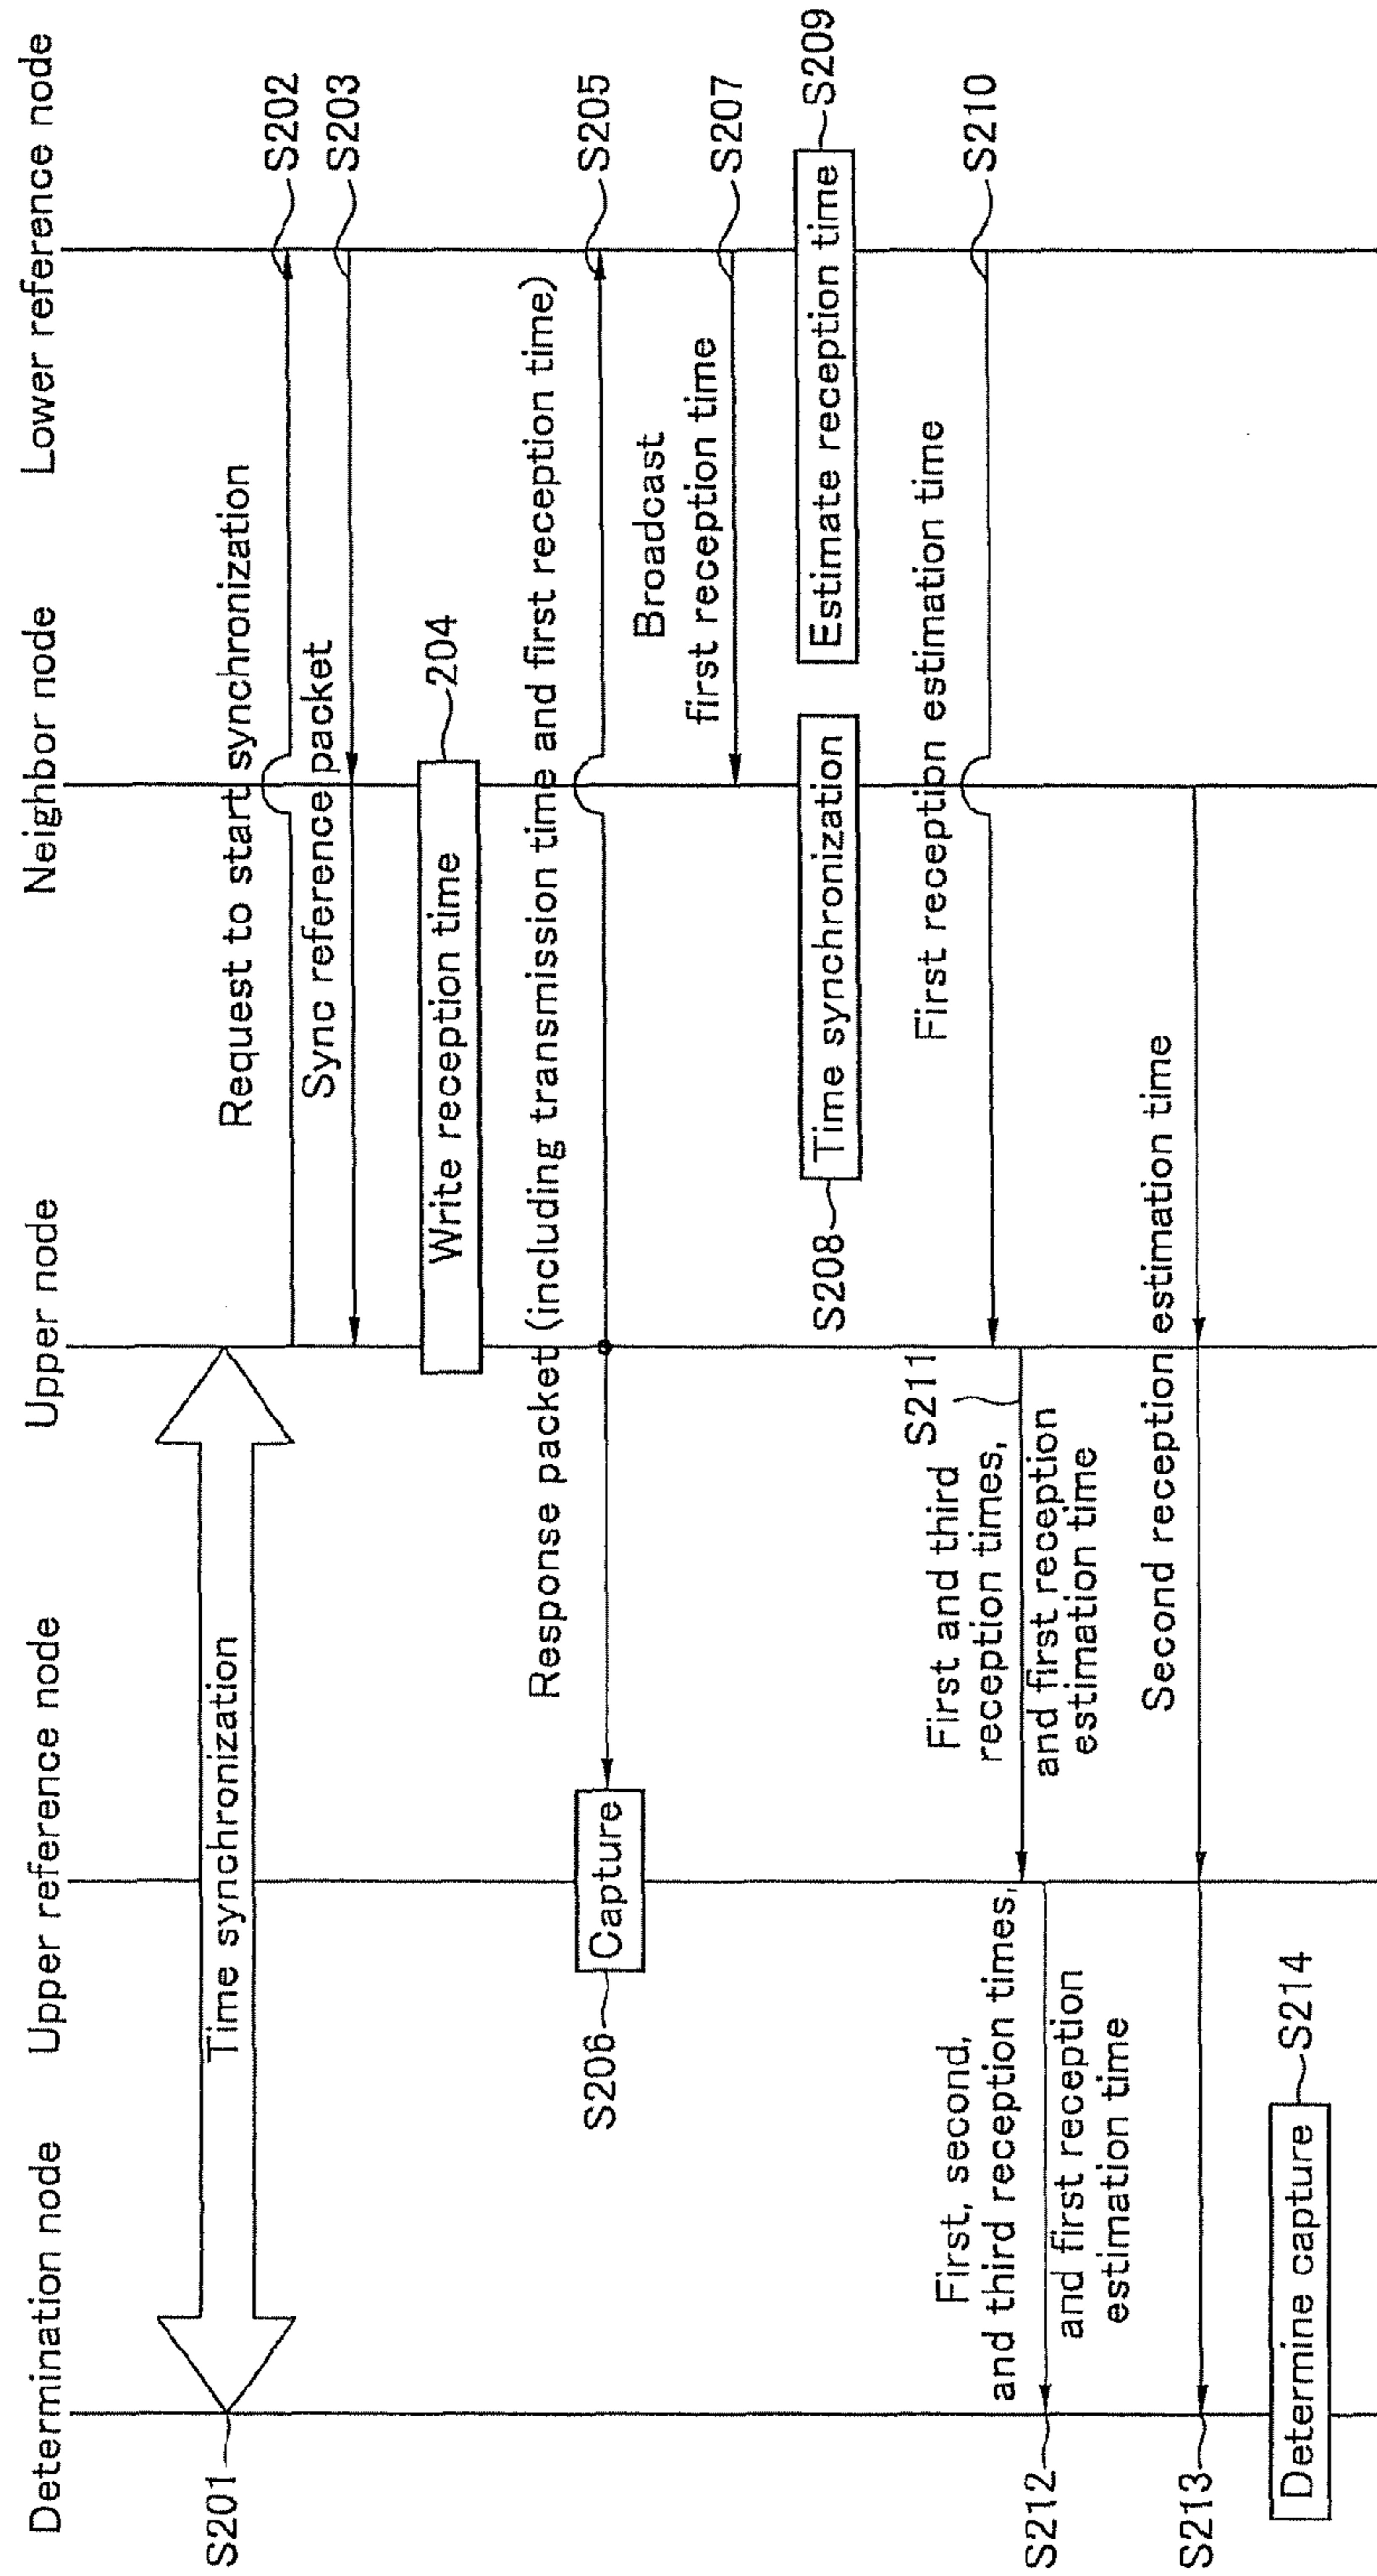 Determination node
Upper reference node
Upper node
Neighbor node
Lower reference node
S201
Time synchronization
Request to start synchronization
S202
Sync reference packet
S203
Write reception time
204
Response packet (including transmission time and first reception time)
S205
S206
Capture
Broadcast
first reception time
S207
S208
Time synchronization
Estimate reception time
S209
First reception estimation time
S210
S211
First and third
reception times,
and first reception
estimation time
First, second,
and third reception times,
and first reception
estimation time
S212
Second reception estimation time
S213
Determine capture
S214